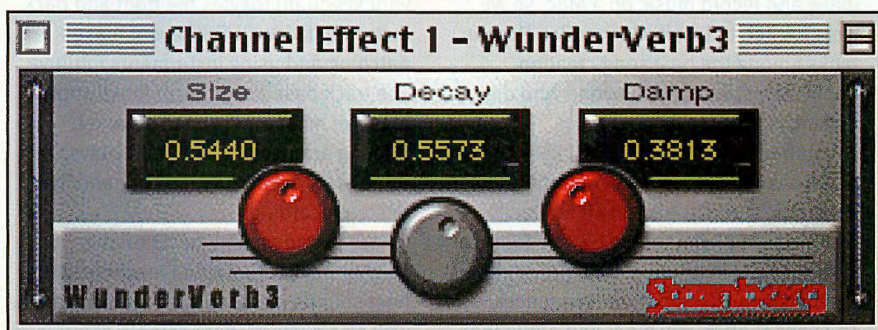 Channel Effect 1 - WunderVerb3
Size Decay Damp
0.5440 0.5573 0.3813
WunderVerb3 Steinberg